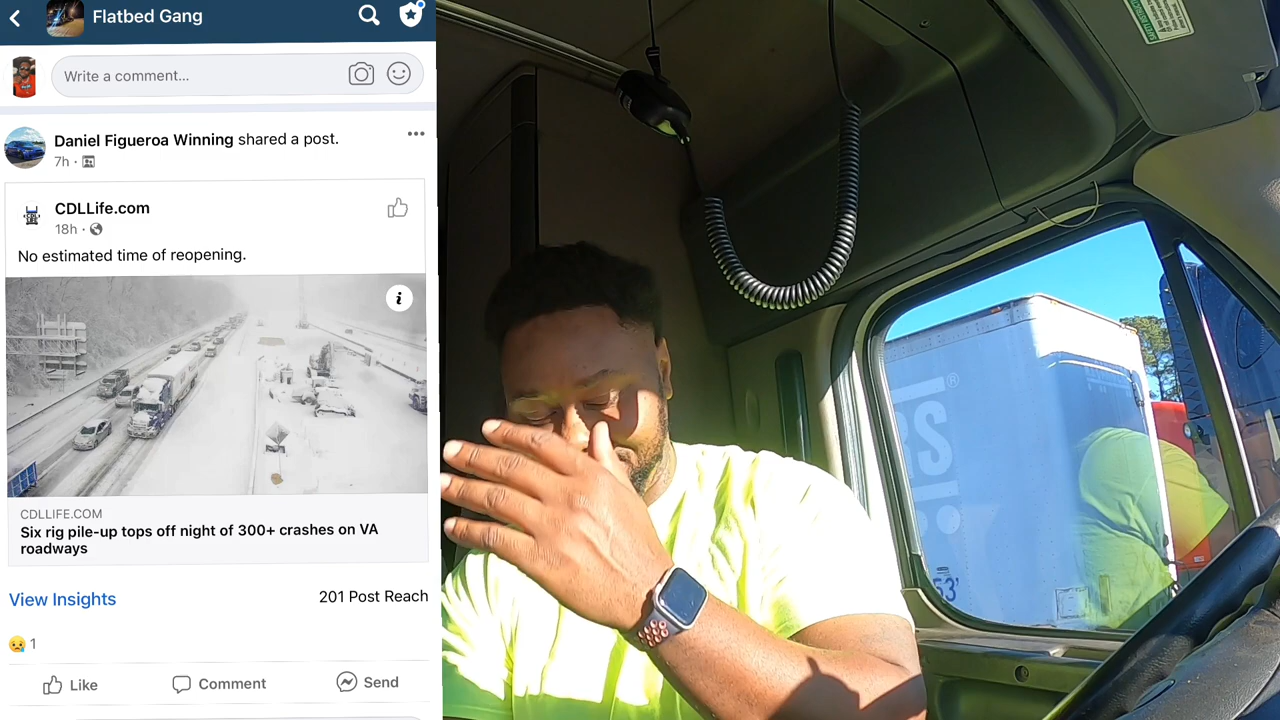 Flatbed Gang
Write a comment...
Daniel Figueroa Winning shared a post.
7h ·
CDLLife.com
18h ·
No estimated time of reopening.
i
CDLLIFE.COM
Six rig pile-up tops off night of 300+ crashes on VA
roadways
View Insights
201 Post Reach
1
Like
Comment
Send
RS®
53'